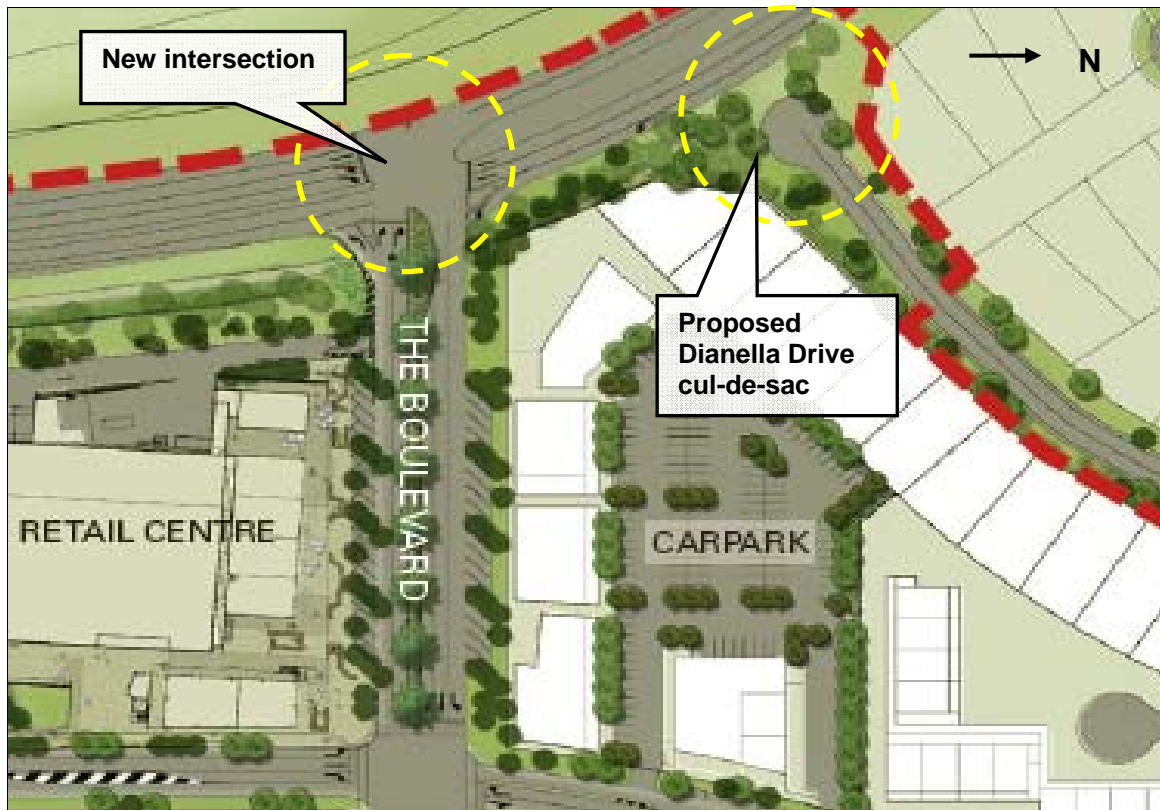 New intersection
N
Proposed
Dianella Drive
cul-de-sac
THE BOULEVARD
RETAIL CENTRE
CARPARK